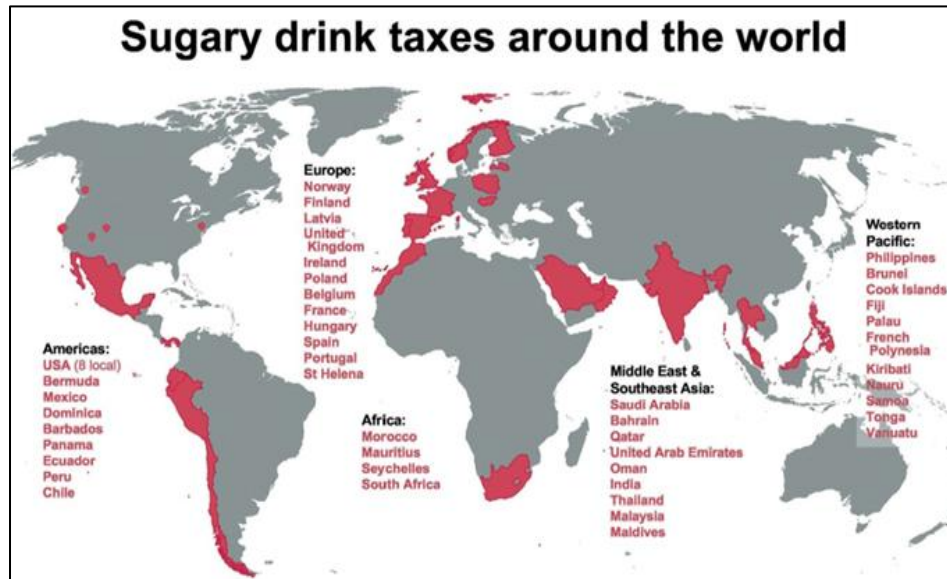 Sugary drink taxes around the world
Europe:
Norway
Finland
Latvia
United
Kingdom
Ireland
Poland
Belgium
France
Hungary
Spain
Portugal
St Helena
Western
Pacific:
Philippines
Brunei
Cook Islands
Fiji
Palau
French
Polynesia
Kiribati
Nauru
Samoa
Tonga
Vanuatu
Americas:
USA (8 local)
Bermuda
Mexico
Dominica
Barbados
Panama
Ecuador
Peru
Chile
Africa:
Morocco
Mauritius
Seychelles
South Africa
Middle East &
Southeast Asia:
Saudi Arabia
Bahrain
Qatar
United Arab Emirates
Oman
India
Thailand
Malaysia
Maldives